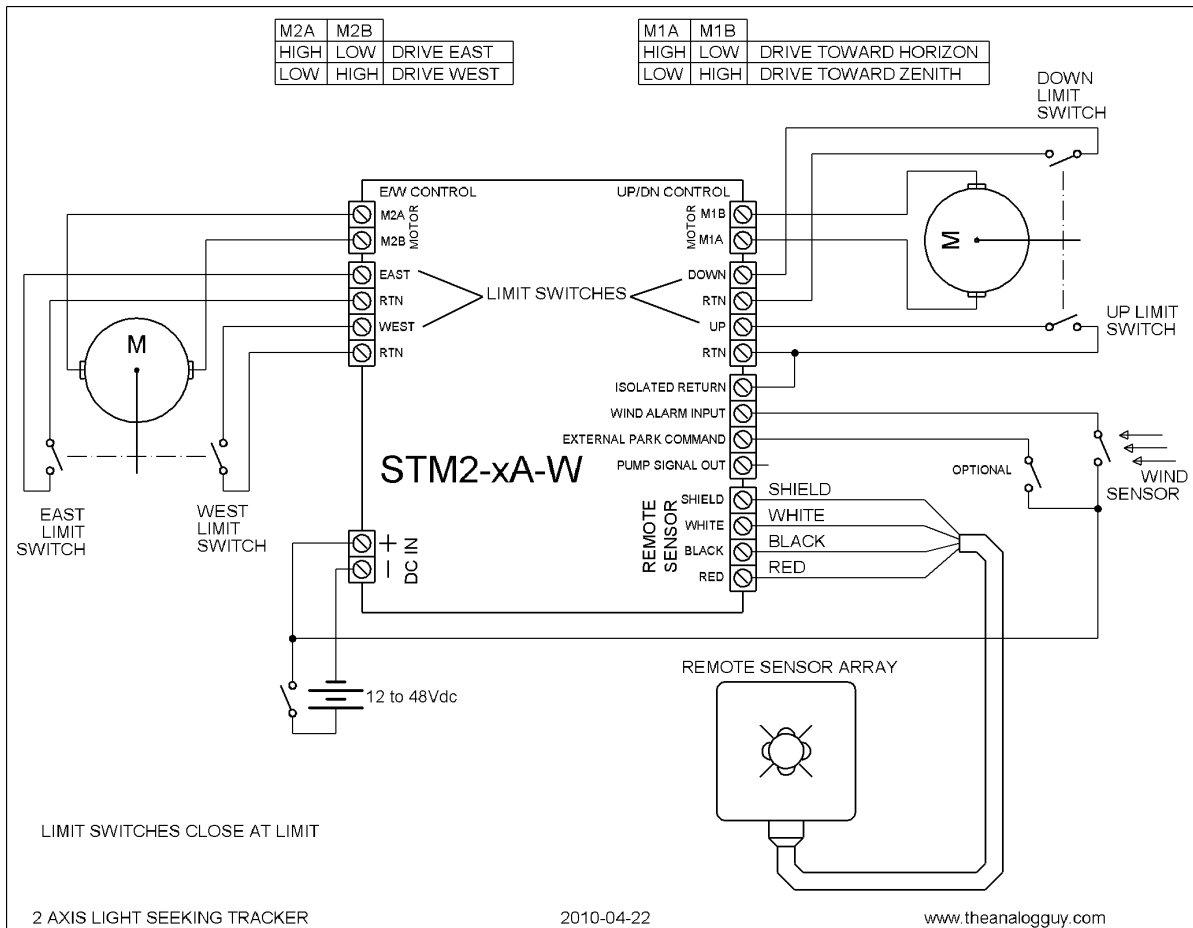 M2A M2B
HIGH LOW DRIVE EAST
LOW HIGH DRIVE WEST
M1A M1B
HIGH LOW DRIVE TOWARD HORIZON
LOW HIGH DRIVE TOWARD ZENITH
DOWN
LIMIT
SWITCH
E/W CONTROL
UP/DN CONTROL
M2A
M2B
MOTOR
MOTOR
M1B
M1A
EAST
RTN
WEST
RTN
LIMIT SWITCHES
DOWN
RTN
UP
RTN
M
M
UP LIMIT
SWITCH
ISOLATED RETURN
WIND ALARM INPUT
EXTERNAL PARK COMMAND
PUMP SIGNAL OUT
STM2-xA-W
OPTIONAL
WIND
SENSOR
EAST
LIMIT
SWITCH
WEST
LIMIT
SWITCH
+
-
DC IN
REMOTE
SENSOR
SHIELD
WHITE
BLACK
RED
SHIELD
WHITE
BLACK
RED
12 to 48Vdc
REMOTE SENSOR ARRAY
LIMIT SWITCHES CLOSE AT LIMIT
2 AXIS LIGHT SEEKING TRACKER
2010-04-22
www.theanalogguy.com